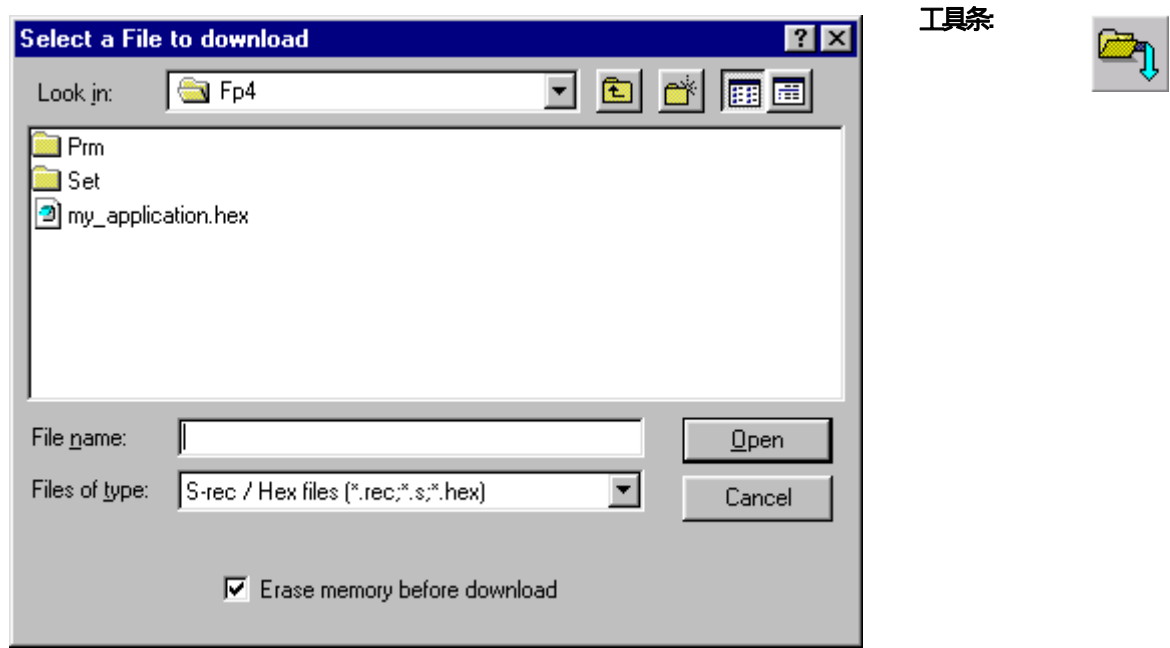 Select a File to download
Look in: Fp4
Prm
Set
my_application.hex
File name:
Open
Files of type: S-rec / Hex files (*.rec;*.s;*.hex)
Cancel
Erase memory before download
工具条: